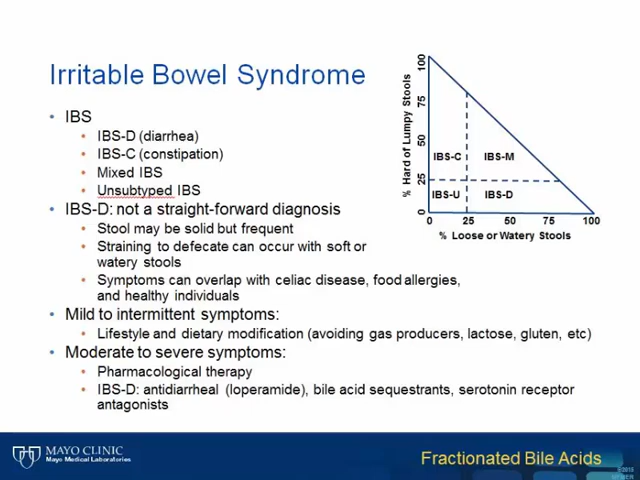 Irritable Bowel Syndrome
• IBS
• IBS-D (diarrhea)
• IBS-C (constipation)
• Mixed IBS
• Unsubtyped IBS
• IBS-D: not a straight-forward diagnosis
• Stool may be solid but frequent
• Straining to defecate can occur with soft or
watery stools
• Symptoms can overlap with celiac disease, food allergies,
and healthy individuals
• Mild to intermittent symptoms:
• Lifestyle and dietary modification (avoiding gas producers, lactose, gluten, etc)
• Moderate to severe symptoms:
• Pharmacological therapy
• IBS-D: antidiarrheal (loperamide), bile acid sequestrants, serotonin receptor
antagonists
% Hard of Lumpy Stools
100
75
50
25
0
IBS-C
IBS-M
IBS-U
IBS-D
0 25 50 75 100
% Loose or Watery Stools
MAYO CLINIC
Mayo Medical Laboratories
Fractionated Bile Acids
©2015